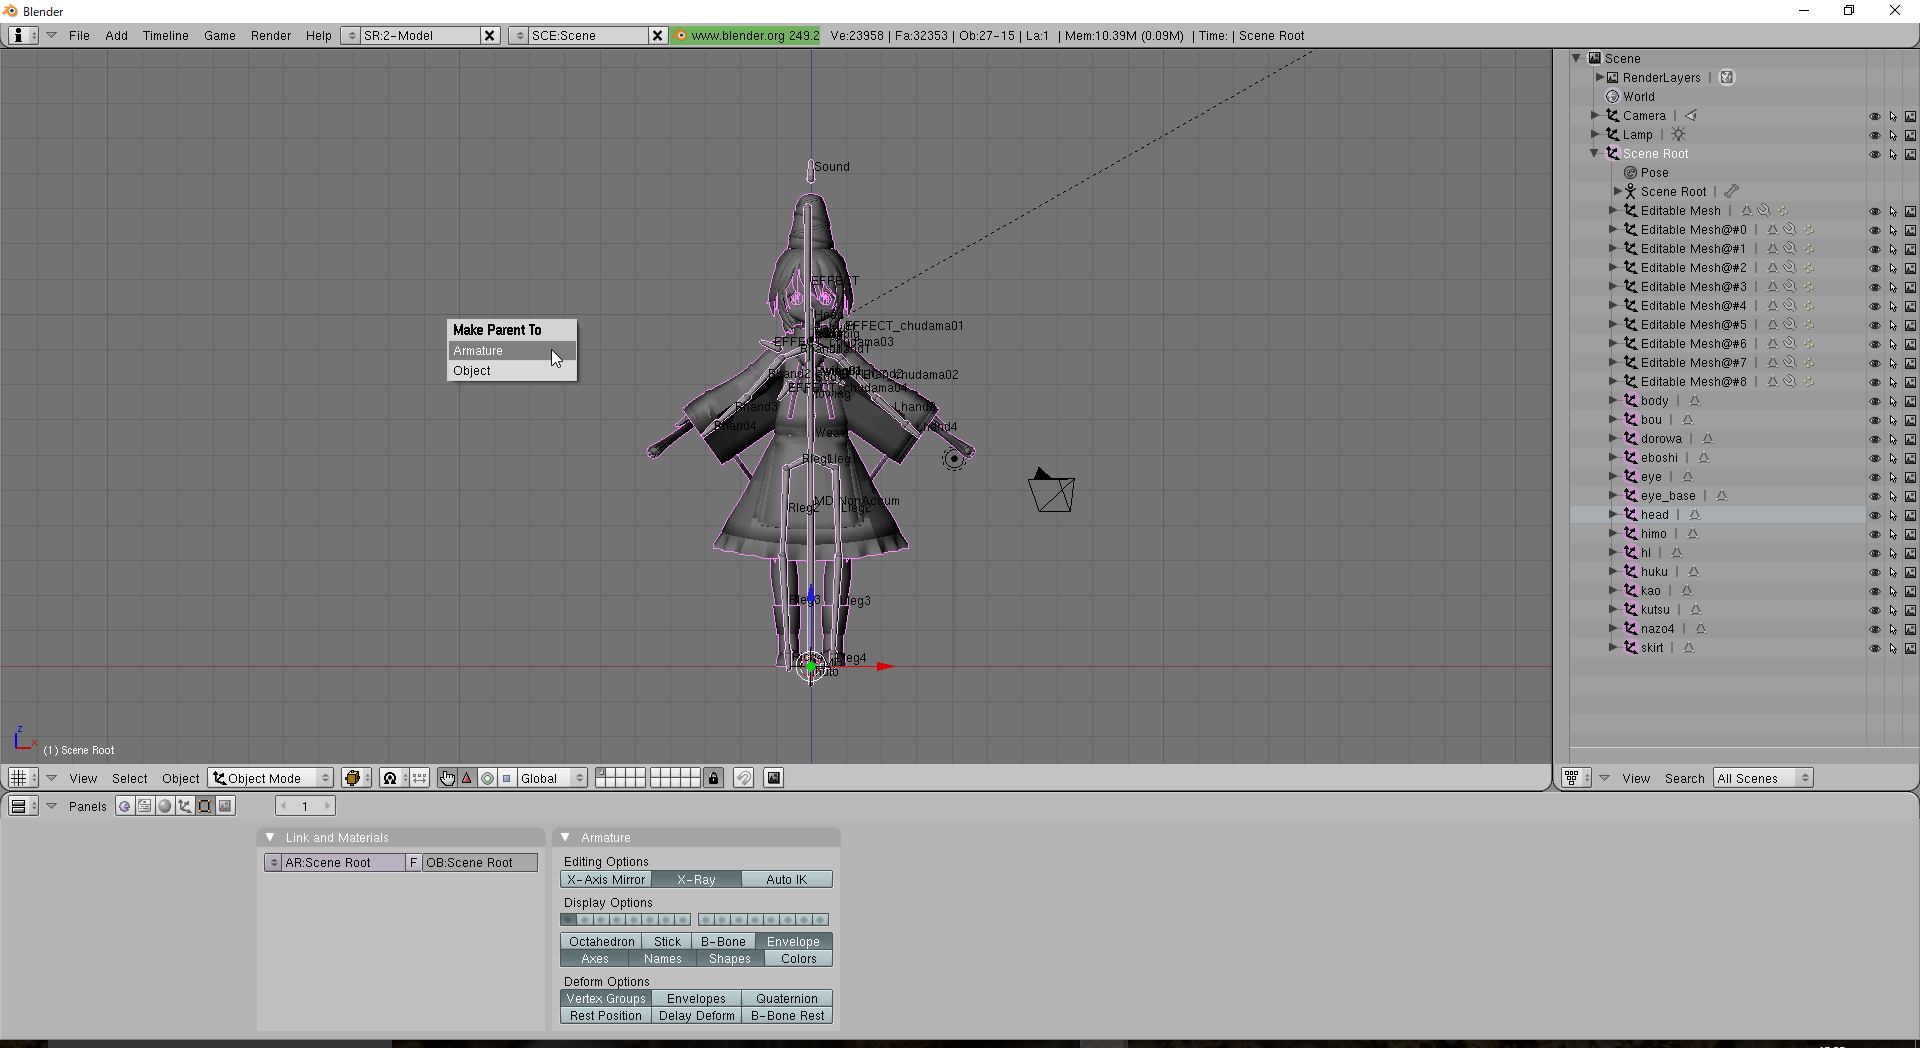 Blender
File Add Timeline Game Render Help SR:2-Model SCE:Scene www.blender.org 249.2 Ve:23958 | Fa:32353 | Ob:27-15 | La:1 | Mem:10.39M (0.09M) | Time: | Scene Root
Scene
RenderLayers
World
Camera
Lamp
Scene Root
Pose
Scene Root
Editable Mesh
Editable Mesh@#0
Editable Mesh@#1
Editable Mesh@#2
Editable Mesh@#3
Editable Mesh@#4
Editable Mesh@#5
Editable Mesh@#6
Editable Mesh@#7
Editable Mesh@#8
body
bou
dorowa
eboshi
eye
eye_base
head
himo
hl
huku
kao
kutsu
nazo4
skirt
Sound
EFFECT
EFFECT_chudama01
EFFECT_chudama03
Rhand2
chudama02
EFFECT_chudama04
Rhand3
Rhand4
Lhand4
MD_NonAccum
Rleg2 Lleg2
Rleg3 Lleg3
Make Parent To
Armature
Object
(1) Scene Root
z
x
View Select Object Object Mode Global
View Search All Scenes
Panels 1
Link and Materials
AR:Scene Root F OB:Scene Root
Armature
Editing Options
X-Axis Mirror X-Ray Auto IK
Display Options
Octahedron Stick B-Bone Envelope
Axes Names Shapes Colors
Deform Options
Vertex Groups Envelopes Quaternion
Rest Position Delay Deform B-Bone Rest